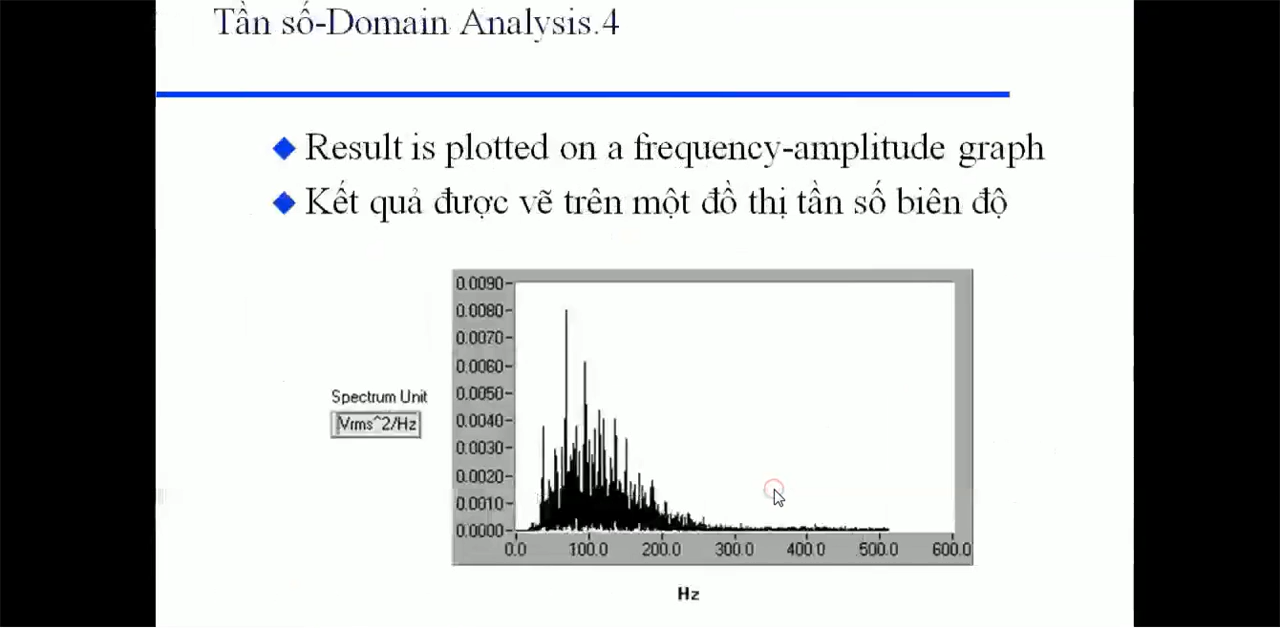 Tần số-Domain Analysis.4
Result is plotted on a frequency-amplitude graph
Kết quả được vẽ trên một đồ thị tần số biên độ
0.0090
0.0080
0.0070
0.0060
Spectrum Unit
0.0050
Vrms^2/Hz
0.0040
0.0030
0.0020
0.0010
0.0000
0.0 100.0 200.0 300.0 400.0 500.0 600.0
Hz